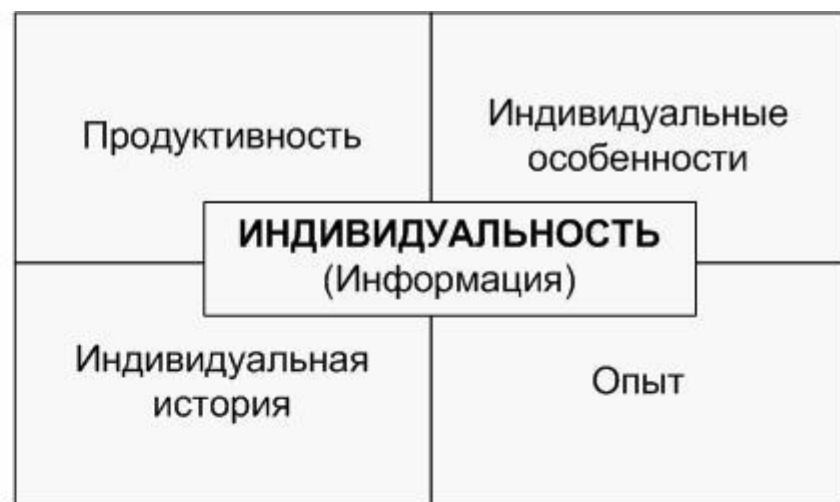 Продуктивность
Индивидуальные
особенности
ИНДИВИДУАЛЬНОСТЬ
(Информация)
Индивидуальная
история
Опыт